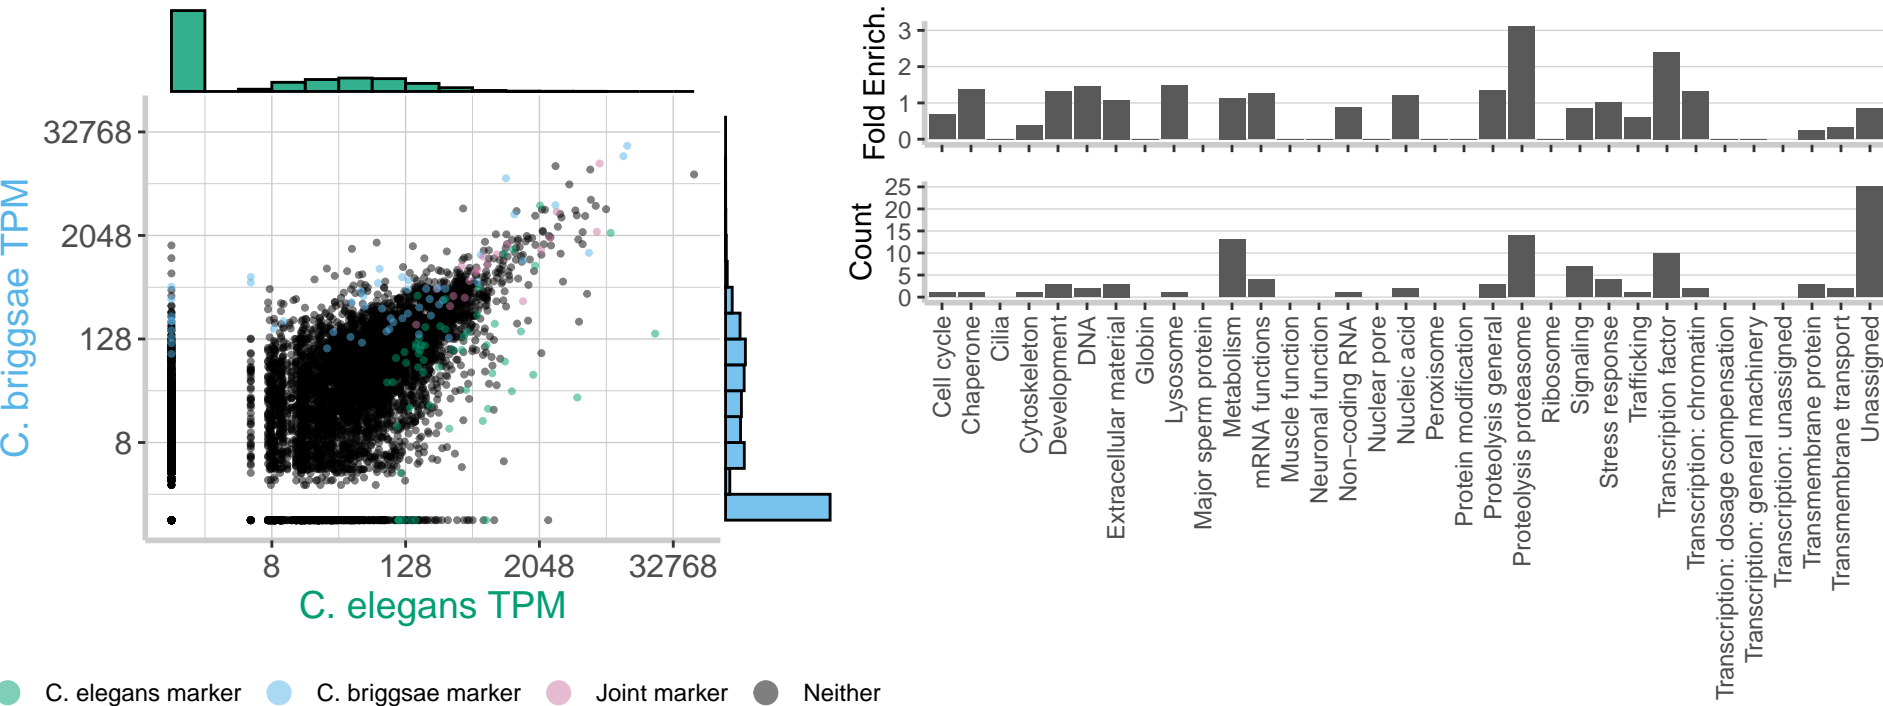 32768
2048
128
8
C. briggsae TPM
8
128
2048
32768
C. elegans TPM
C. elegans marker
C. briggsae marker
Joint marker
Neither
Fold Enrich.
3
2
1
0
Count
25
20
15
10
5
0
Cell cycle
Chaperone
Cilia
Cytoskeleton
Development
DNA
Extracellular material
Globin
Lysosome
Major sperm protein
Metabolism
mRNA functions
Muscle function
Neuronal function
Non−coding RNA
Nuclear pore
Nucleic acid
Peroxisome
Protein modification
Proteolysis general
Proteolysis proteasome
Ribosome
Signaling
Stress response
Trafficking
Transcription factor
Transcription: chromatin
Transcription: dosage compensation
Transcription: general machinery
Transcription: unassigned
Transmembrane protein
Transmembrane transport
Unassigned